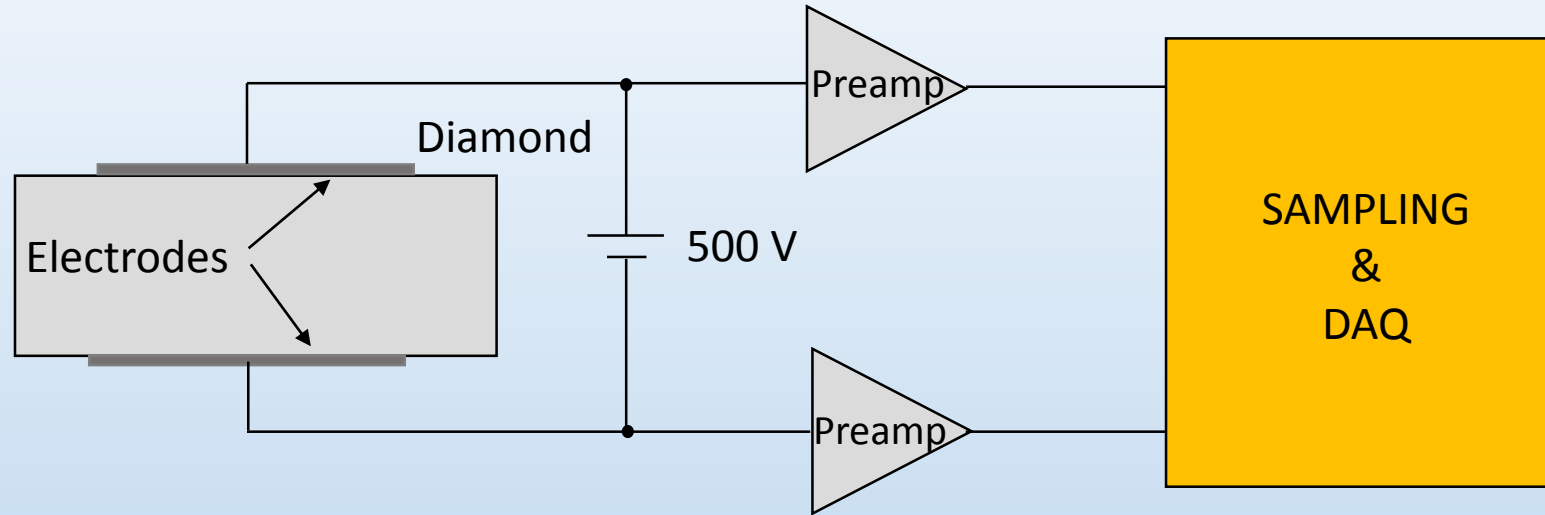 Preamp
Diamond
Electrodes
500 V
SAMPLING
&
DAQ
Preamp